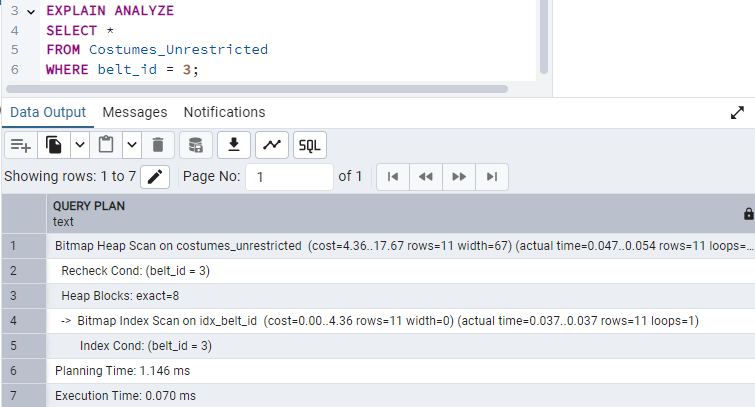 3 EXPLAIN ANALYZE
4 SELECT *
5 FROM Costumes_Unrestricted
6 WHERE belt_id = 3;
Data Output Messages Notifications
SQL
Showing rows: 1 to 7 Page No: 1 of 1
QUERY PLAN
text
1 Bitmap Heap Scan on costumes_unrestricted (cost=4.36..17.67 rows=11 width=67) (actual time=0.047..0.054 rows=11 loops=...
2 Recheck Cond: (belt_id = 3)
3 Heap Blocks: exact=8
4 -> Bitmap Index Scan on idx_belt_id (cost=0.00..4.36 rows=11 width=0) (actual time=0.037..0.037 rows=11 loops=1)
5 Index Cond: (belt_id = 3)
6 Planning Time: 1.146 ms
7 Execution Time: 0.070 ms